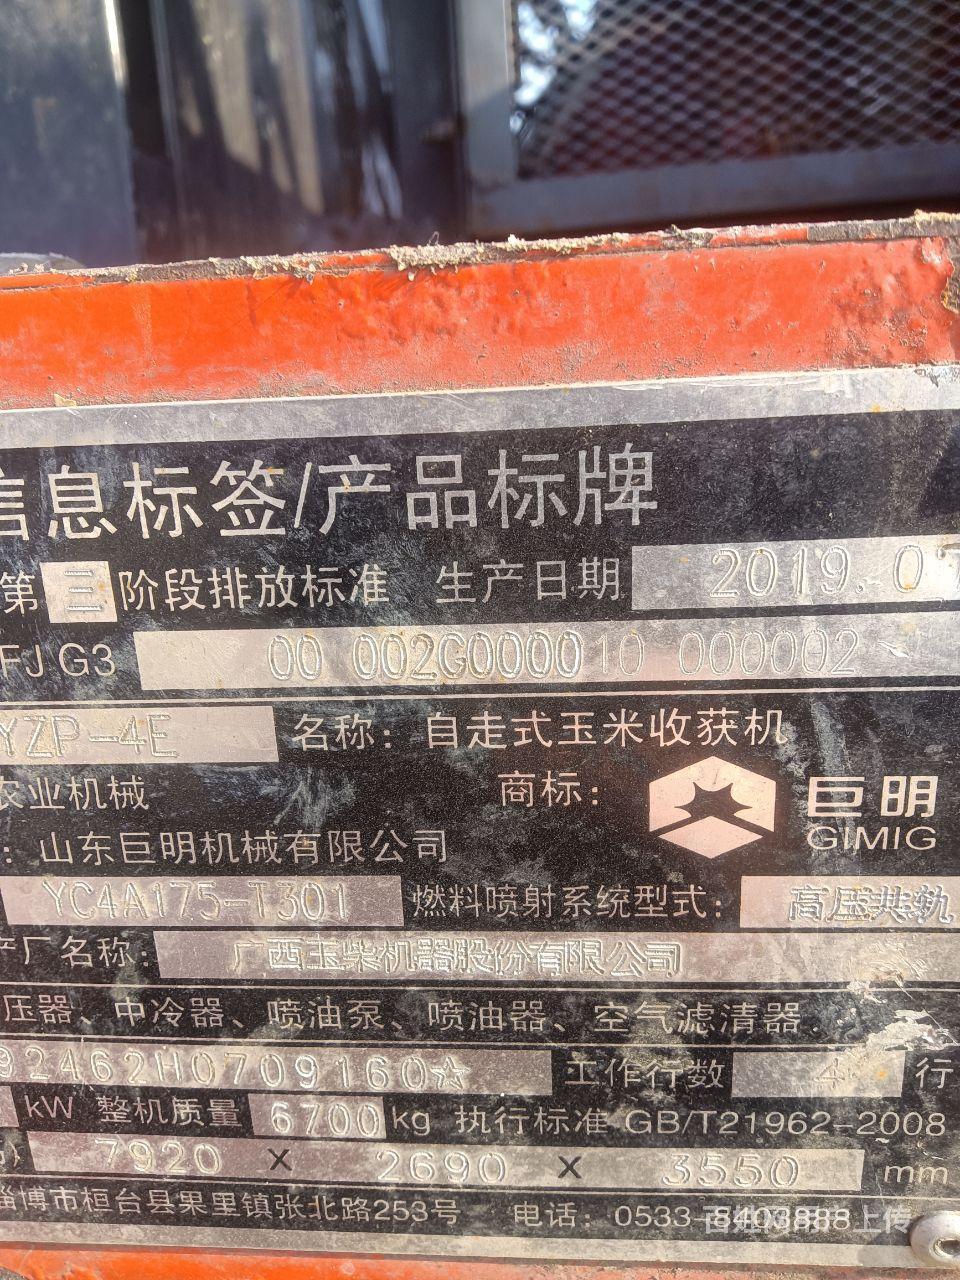 信息标签/产品标牌
第三阶段排放标准 生产日期 2019.0
FJ G3 00 002G000010 000002
YZP-4E 名称：自走式玉米收获机
农业机械 商标： 巨明
GIMIG
：山东巨明机械有限公司
YC4A175-T301 燃料喷射系统型式：高压共轨
产厂名称：广西玉柴机器股份有限公司
压器、中冷器、喷油泵、喷油器、空气滤清器
92462H0709160☆ 工作行数 4 行
kW 整机质量 6700 kg 执行标准 GB/T21962-2008
7920 x 2690 x 3550 mm
淄博市桓台县果里镇张北路253号 电话：0533-8403888
上传